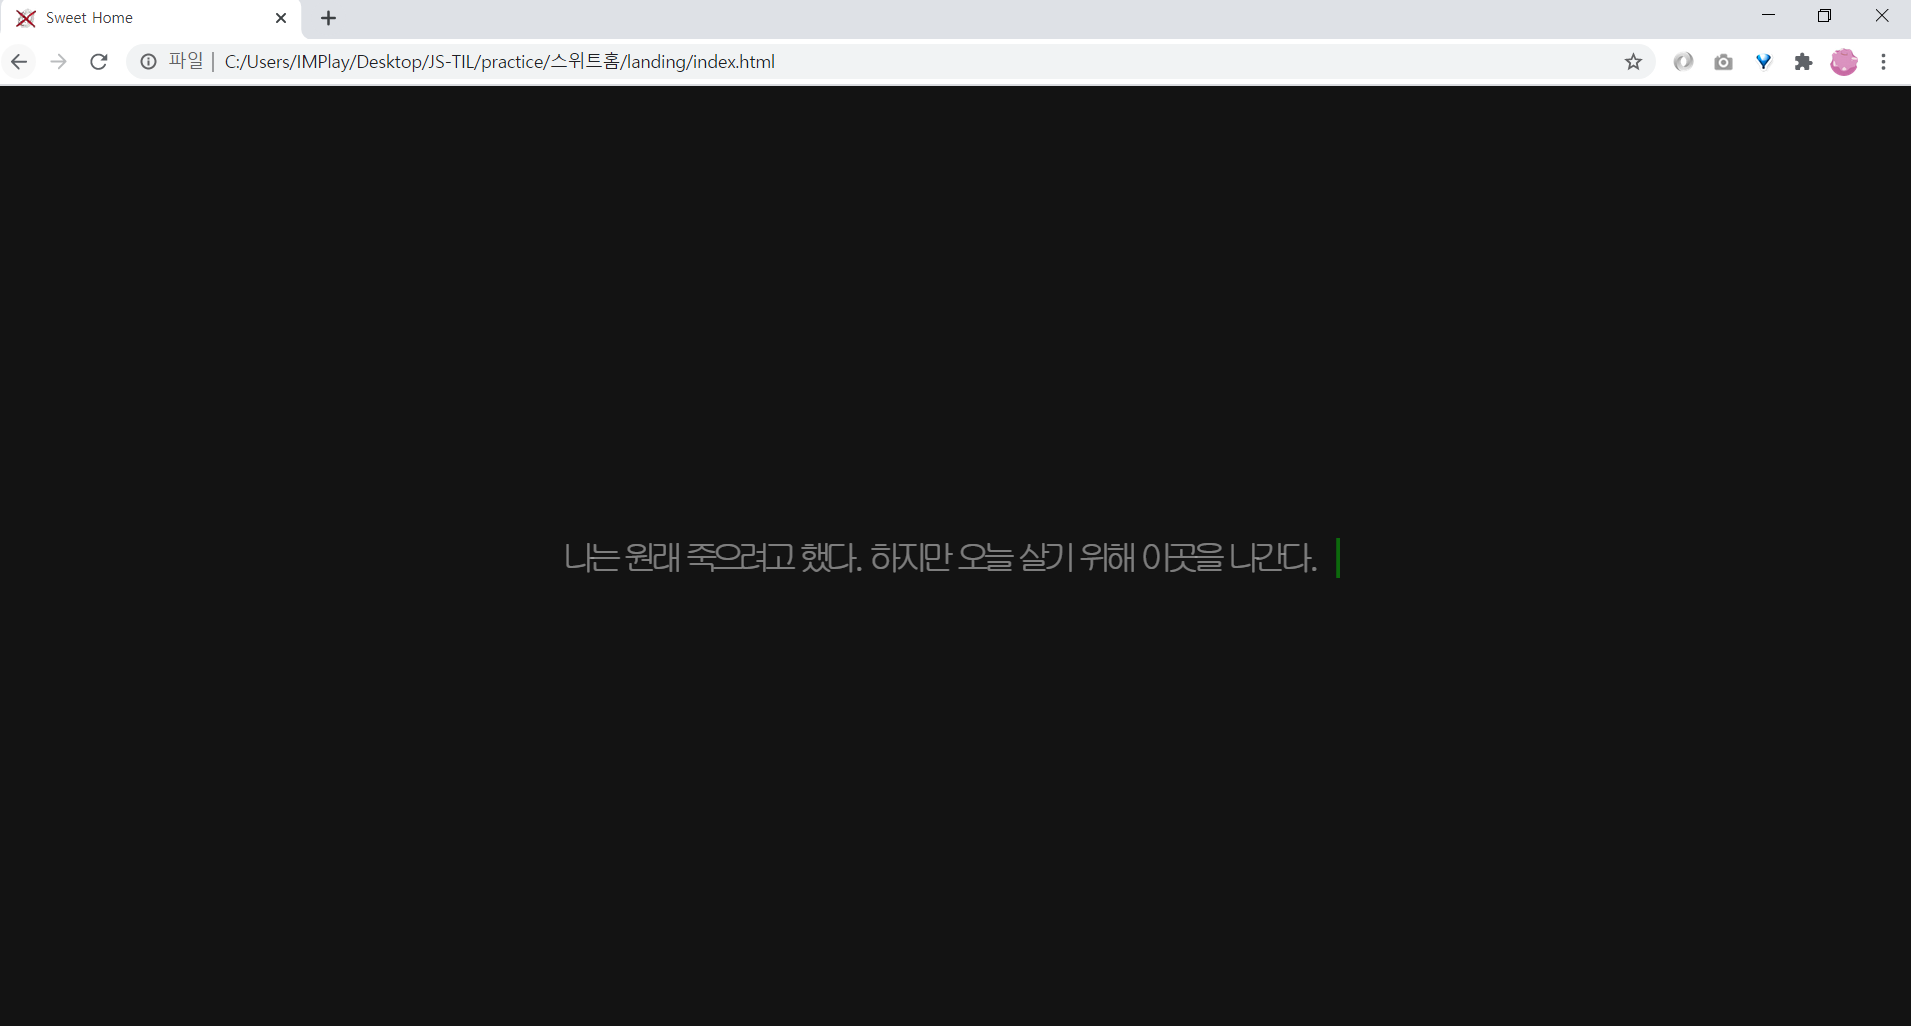 Sweet Home
파일 | C:/Users/IMPlay/Desktop/JS-TIL/practice/스위트홈/landing/index.html
나는 원래 죽으려고 했다. 하지만 오늘 살기 위해 이곳을 나간다.